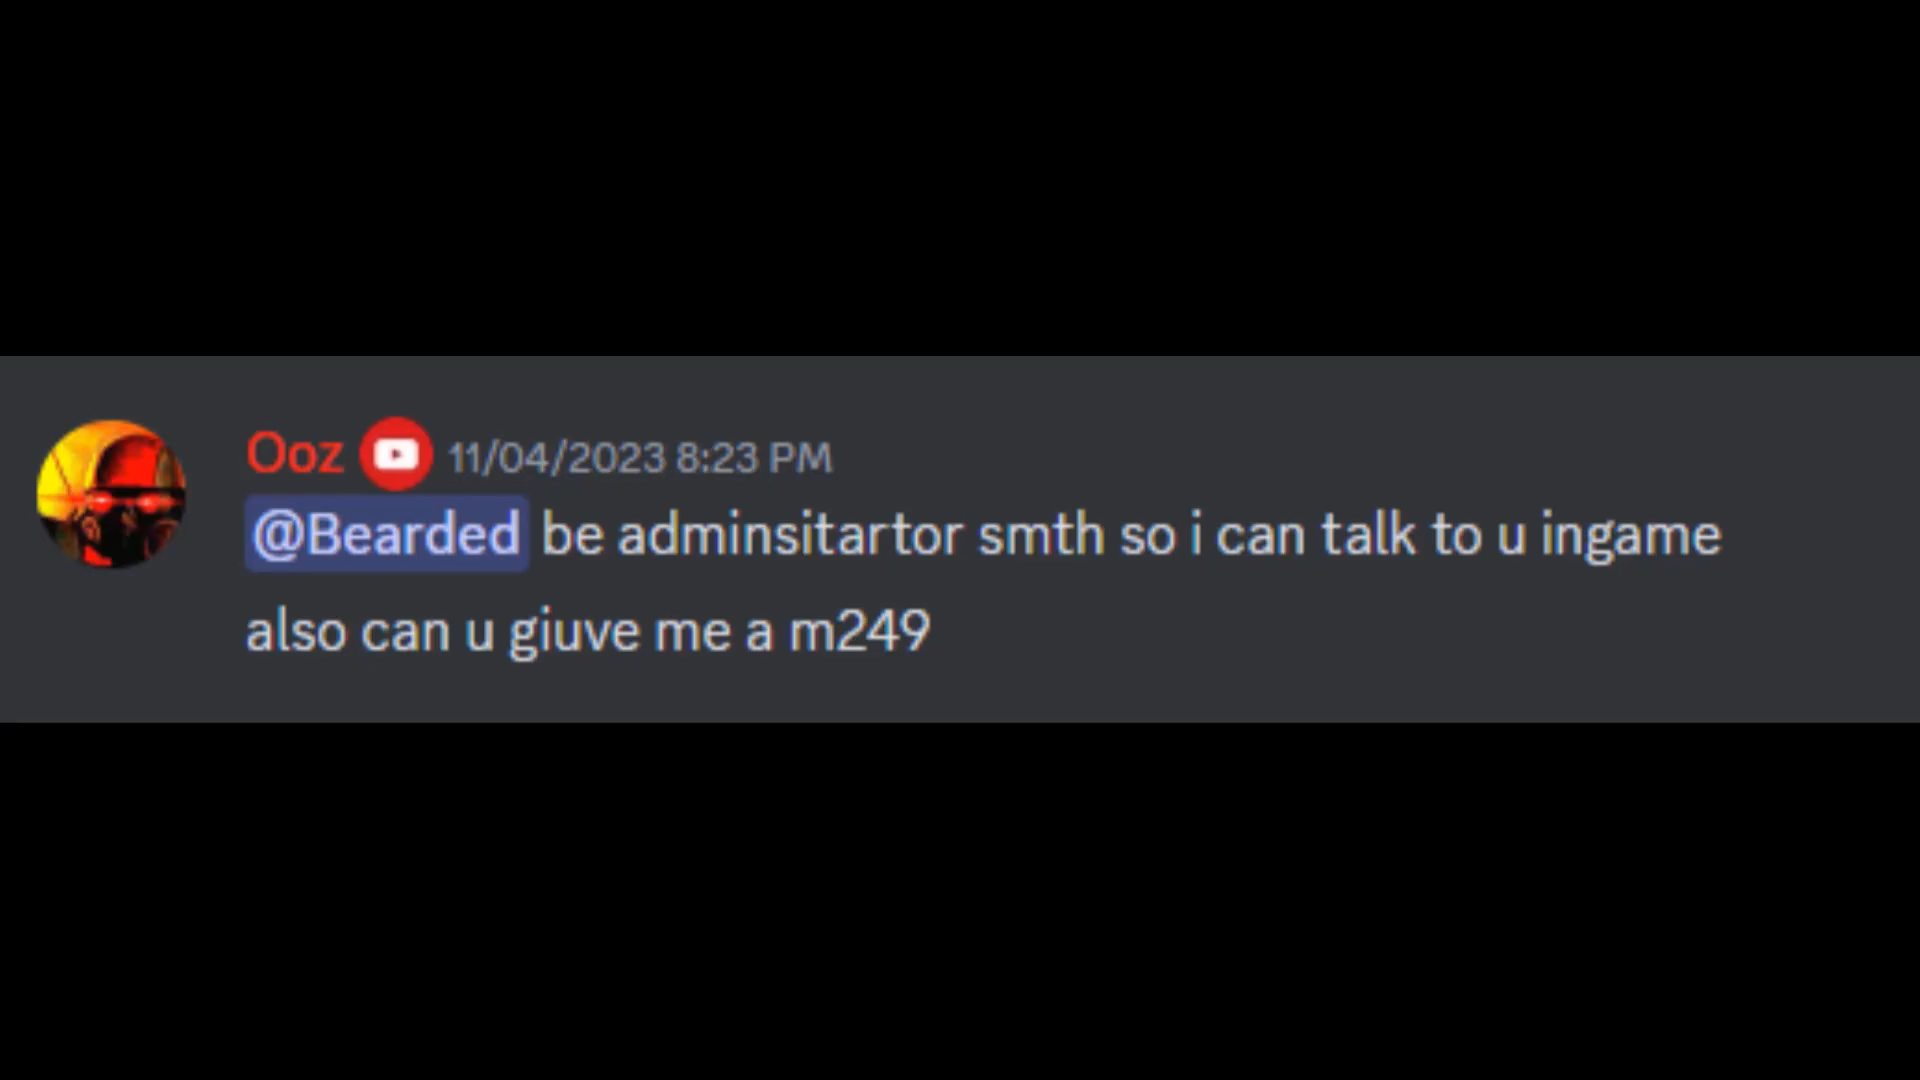 Ooz 11/04/2023 8:23 PM
@Bearded be adminsitartor smth so i can talk to u ingame
also can u giuve me a m249